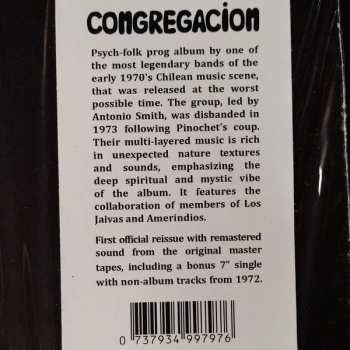 CONGREGACION
Psych-folk prog album by one of
the most legendary bands of the
early 1970's Chilean music scene,
that was released at the worst
possible time. The group, led by
Antonio Smith, was disbanded in
1973 following Pinochet's coup.
Their multi-layered music is rich
in unexpected nature textures
and sounds, emphasizing the
deep spiritual and mystic vibe
of the album. It features the
collaboration of members of Los
Jaivas and Amerindios.
First official reissue with remastered
sound from the original master
tapes, including a bonus 7" single
with non-album tracks from 1972.
0 737934 997976